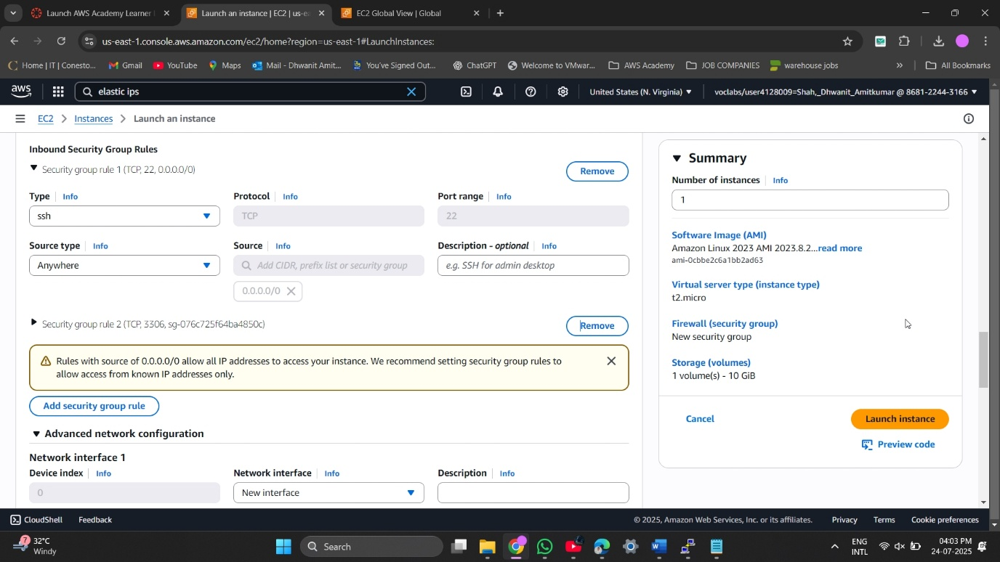 Launch AWS Academy Learner
Launch an instance | EC2 | us-e
EC2 Global View | Global
us-east-1.console.aws.amazon.com/ec2/home?region=us-east-1#LaunchInstances:
Home | IT | Conesto...
Gmail
YouTube
Maps
Mail - Dhwanit Amit...
You've Signed Out...
ChatGPT
Welcome to VMwar...
AWS Academy
JOB COMPANIES
warehouse jobs
»
All Bookmarks
aws
elastic ips
United States (N. Virginia)
voclabs/user4128009=Shah,_Dhwanit_Amitkumar @ 8681-2244-3166
EC2
Instances
Launch an instance
Inbound Security Group Rules
Security group rule 1 (TCP, 22, 0.0.0.0/0)
Remove
Type Info
Protocol Info
Port range Info
ssh
TCP
22
Source type Info
Source Info
Description - optional Info
Anywhere
Add CIDR, prefix list or security group
e.g. SSH for admin desktop
0.0.0.0/0
Security group rule 2 (TCP, 3306, sg-076c725f64ba4850c)
Remove
Rules with source of 0.0.0.0/0 allow all IP addresses to access your instance. We recommend setting security group rules to
allow access from known IP addresses only.
Add security group rule
Advanced network configuration
Network interface 1
Device index Info
Network interface Info
Description Info
0
New interface
Summary
Number of instances Info
1
Software Image (AMI)
Amazon Linux 2023 AMI 2023.8.2...read more
ami-0cbbe2c6a1bb2ad63
Virtual server type (instance type)
t2.micro
Firewall (security group)
New security group
Storage (volumes)
1 volume(s) - 10 GiB
Cancel
Launch instance
Preview code
CloudShell
Feedback
© 2025, Amazon Web Services, Inc. or its affiliates.
Privacy
Terms
Cookie preferences
7
32°C
Windy
Search
ENG
INTL
04:03 PM
24-07-2025